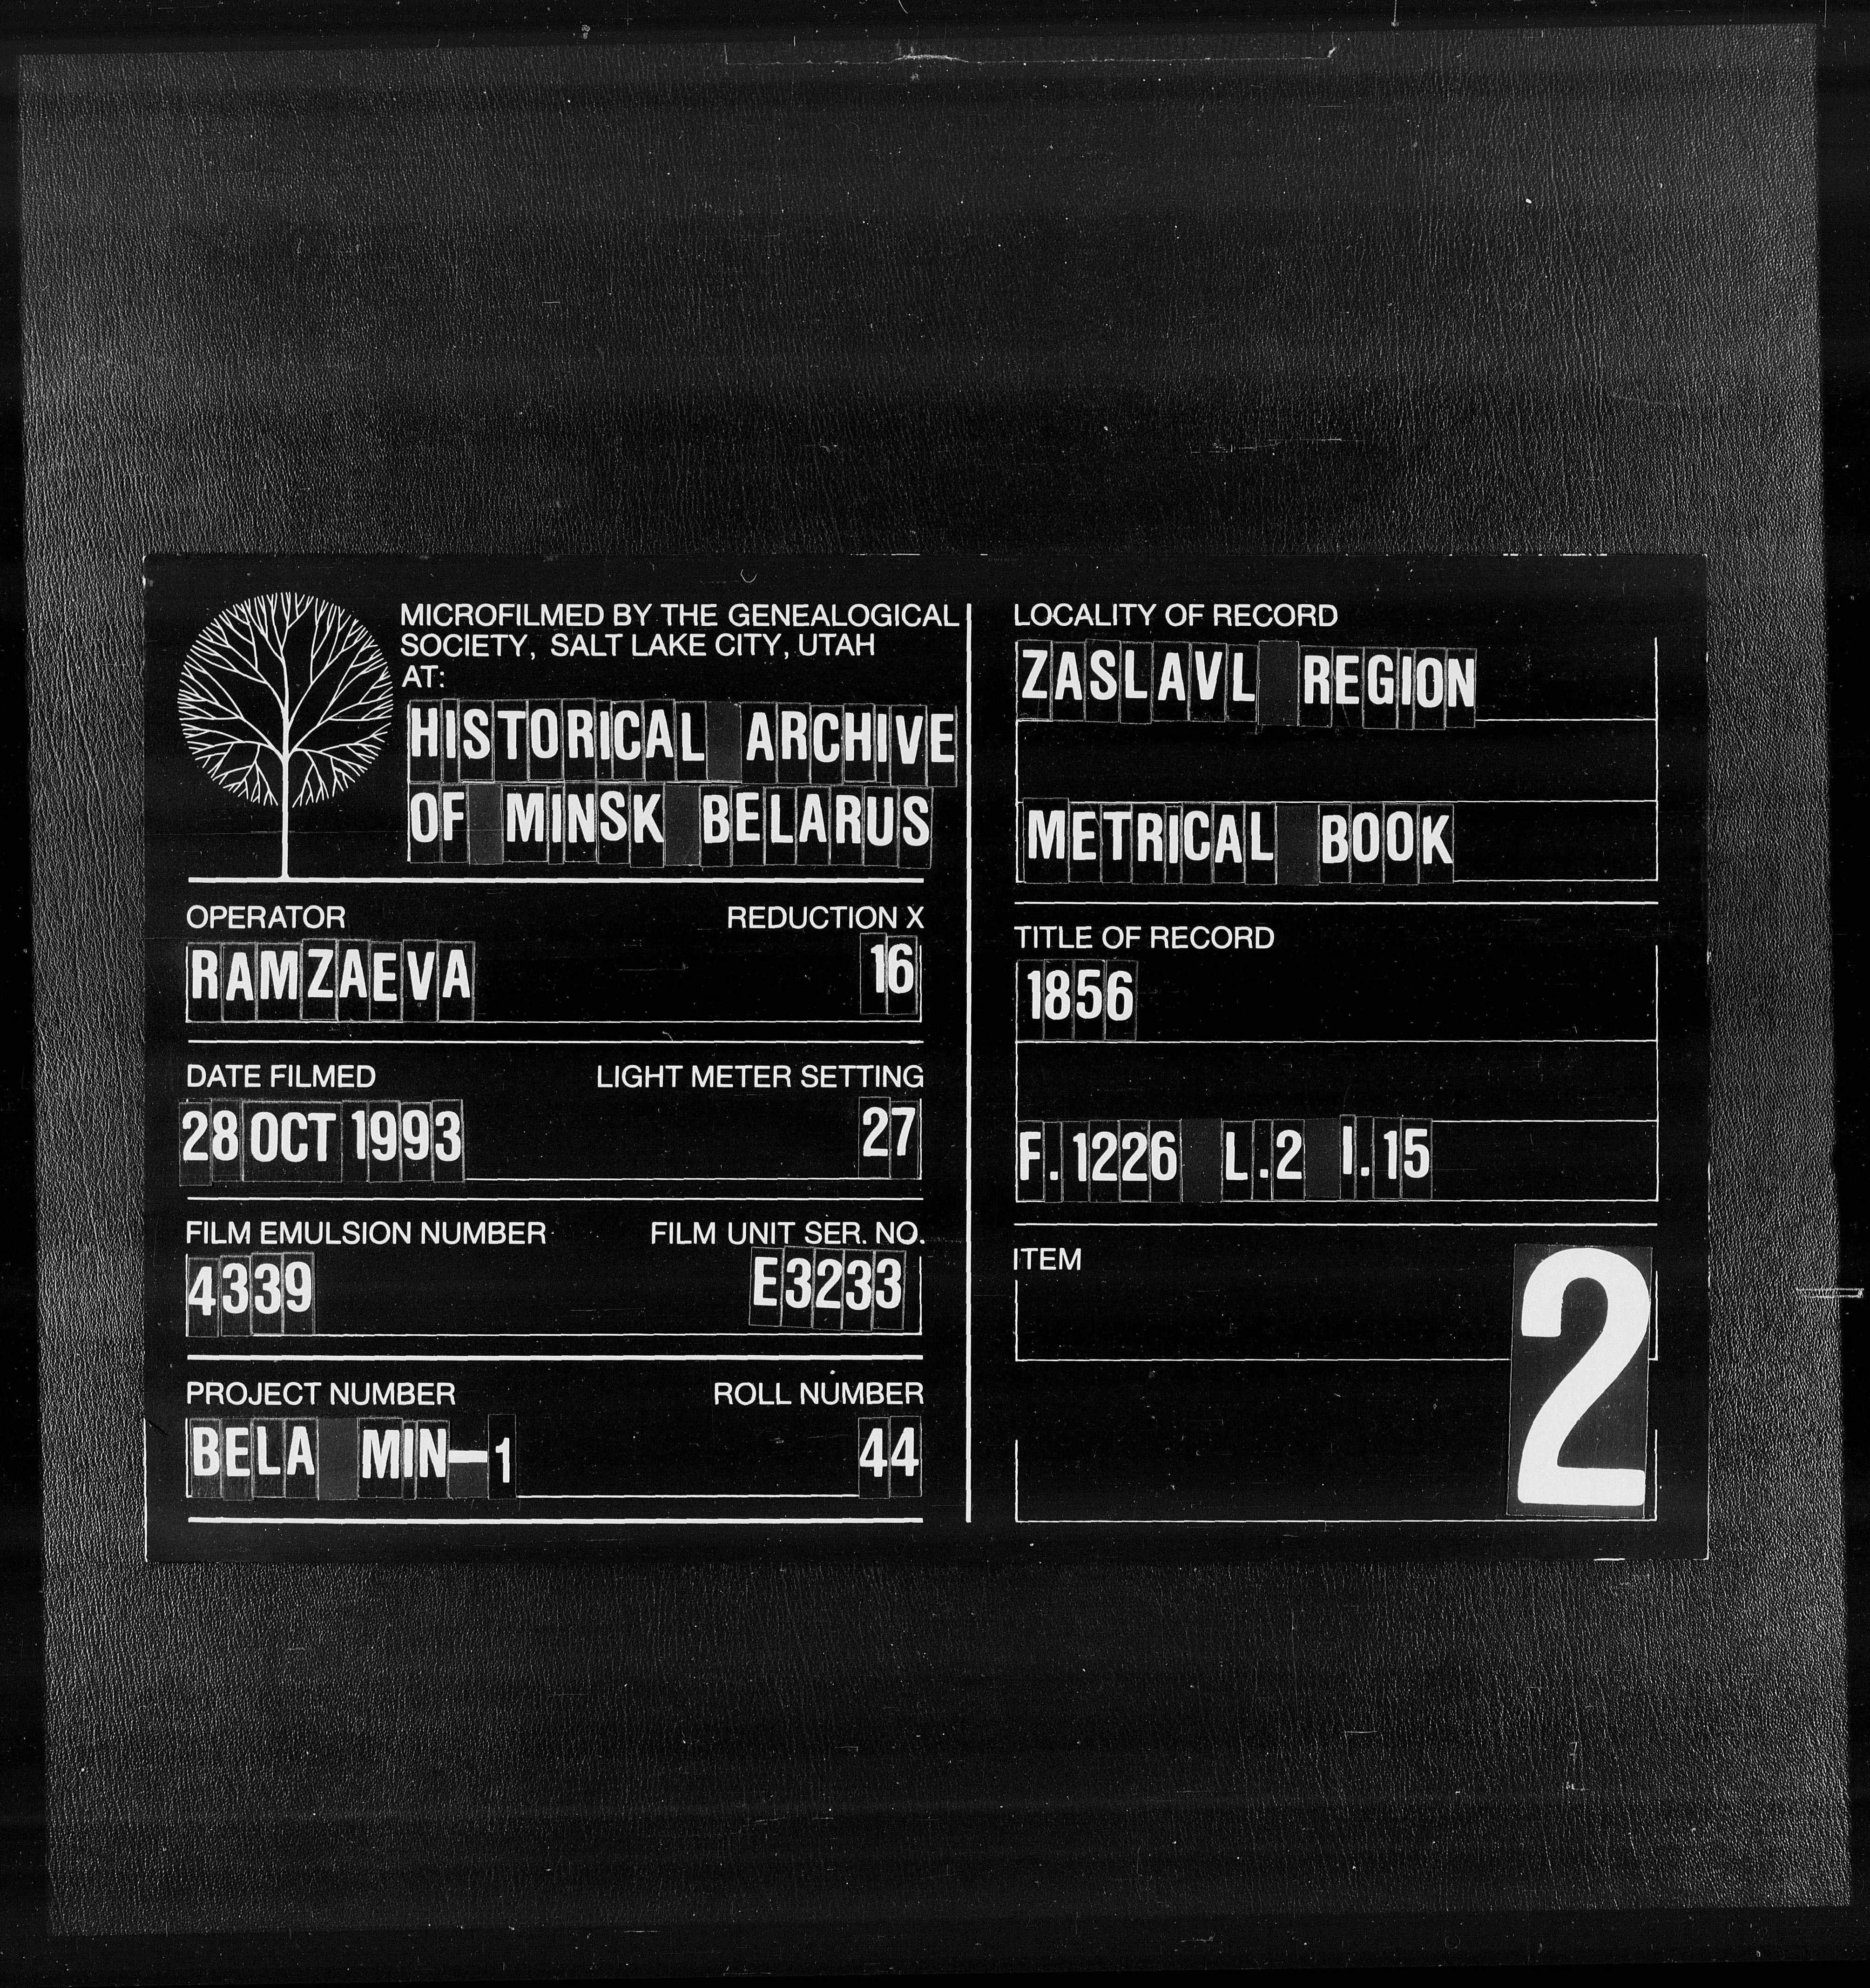 MICROFILMED BY THE GENEALOGICAL
SOCIETY, SALT LAKE CITY, UTAH
AT:
HISTORICAL ARCHIVE
OF MINSK BELARUS
OPERATOR REDUCTION X
RAMZAEVA 16
DATE FILMED LIGHT METER SETTING
28 OCT 1993 27
FILM EMULSION NUMBER FILM UNIT SER. NO.
4339 E3233
PROJECT NUMBER ROLL NUMBER
BELA MIN-1 44
LOCALITY OF RECORD
ZASLAVL REGION
METRICAL BOOK
TITLE OF RECORD
1856
F.1226 L.2 I.15
ITEM
2